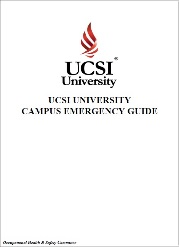 UCSI
University
UCSI UNIVERSITY
CAMPUS EMERGENCY GUIDE
Occupational Health & Safety Committee